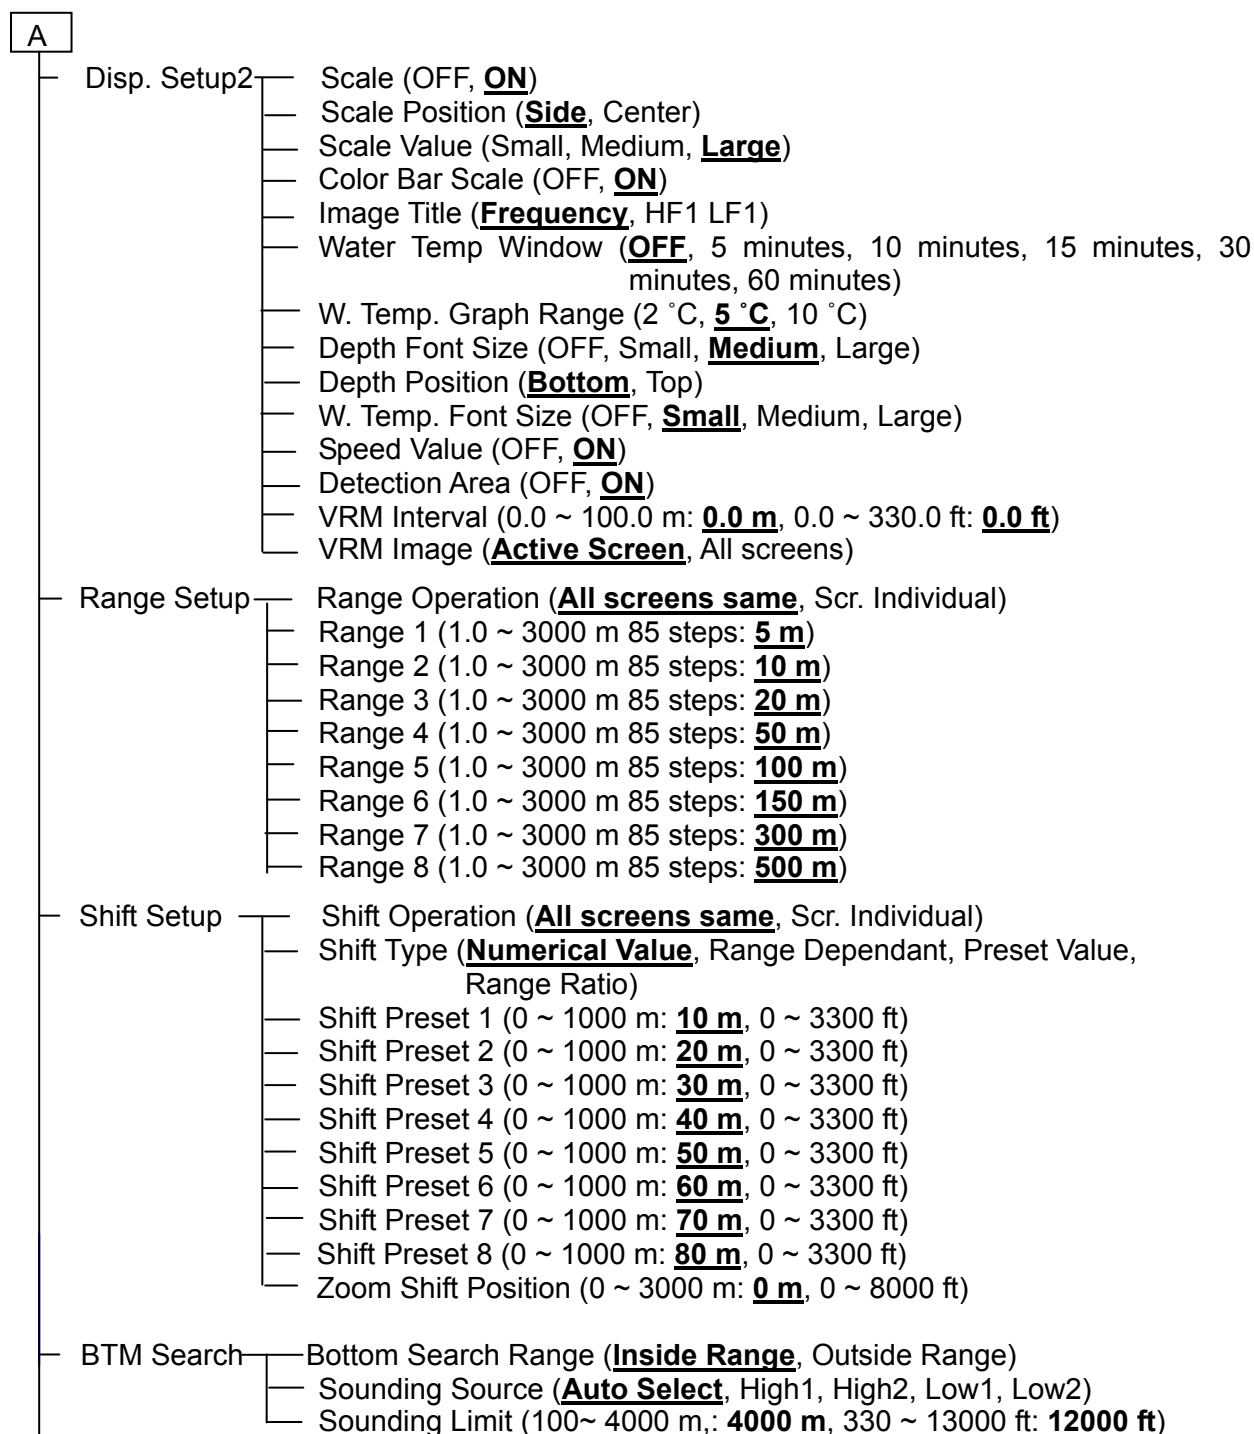 A
Disp. Setup2 Scale (OFF, ON)
Scale Position (Side, Center)
Scale Value (Small, Medium, Large)
Color Bar Scale (OFF, ON)
Image Title (Frequency, HF1 LF1)
Water Temp Window (OFF, 5 minutes, 10 minutes, 15 minutes, 30
minutes, 60 minutes)
W. Temp. Graph Range (2 ˚C, 5 ˚C, 10 ˚C)
Depth Font Size (OFF, Small, Medium, Large)
Depth Position (Bottom, Top)
W. Temp. Font Size (OFF, Small, Medium, Large)
Speed Value (OFF, ON)
Detection Area (OFF, ON)
VRM Interval (0.0 ~ 100.0 m: 0.0 m, 0.0 ~ 330.0 ft: 0.0 ft)
VRM Image (Active Screen, All screens)
Range Setup Range Operation (All screens same, Scr. Individual)
Range 1 (1.0 ~ 3000 m 85 steps: 5 m)
Range 2 (1.0 ~ 3000 m 85 steps: 10 m)
Range 3 (1.0 ~ 3000 m 85 steps: 20 m)
Range 4 (1.0 ~ 3000 m 85 steps: 50 m)
Range 5 (1.0 ~ 3000 m 85 steps: 100 m)
Range 6 (1.0 ~ 3000 m 85 steps: 150 m)
Range 7 (1.0 ~ 3000 m 85 steps: 300 m)
Range 8 (1.0 ~ 3000 m 85 steps: 500 m)
Shift Setup Shift Operation (All screens same, Scr. Individual)
Shift Type (Numerical Value, Range Dependant, Preset Value,
Range Ratio)
Shift Preset 1 (0 ~ 1000 m: 10 m, 0 ~ 3300 ft)
Shift Preset 2 (0 ~ 1000 m: 20 m, 0 ~ 3300 ft)
Shift Preset 3 (0 ~ 1000 m: 30 m, 0 ~ 3300 ft)
Shift Preset 4 (0 ~ 1000 m: 40 m, 0 ~ 3300 ft)
Shift Preset 5 (0 ~ 1000 m: 50 m, 0 ~ 3300 ft)
Shift Preset 6 (0 ~ 1000 m: 60 m, 0 ~ 3300 ft)
Shift Preset 7 (0 ~ 1000 m: 70 m, 0 ~ 3300 ft)
Shift Preset 8 (0 ~ 1000 m: 80 m, 0 ~ 3300 ft)
Zoom Shift Position (0 ~ 3000 m: 0 m, 0 ~ 8000 ft)
BTM Search Bottom Search Range (Inside Range, Outside Range)
Sounding Source (Auto Select, High1, High2, Low1, Low2)
Sounding Limit (100~ 4000 m,: 4000 m, 330 ~ 13000 ft: 12000 ft)